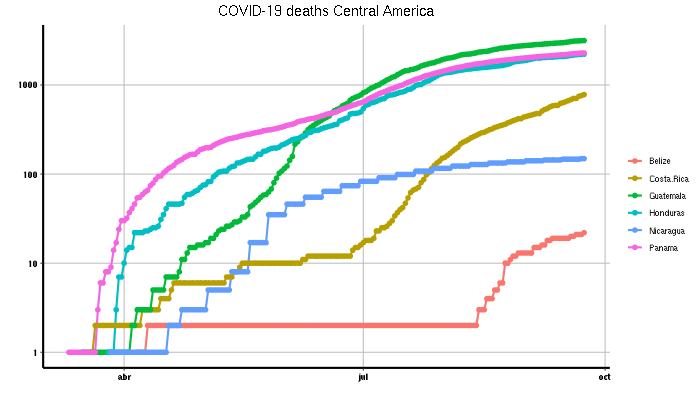 COVID-19 deaths Central America
1000
100
10
1
abr
jul
oct
Belize
Costa.Rica
Guatemala
Honduras
Nicaragua
Panama